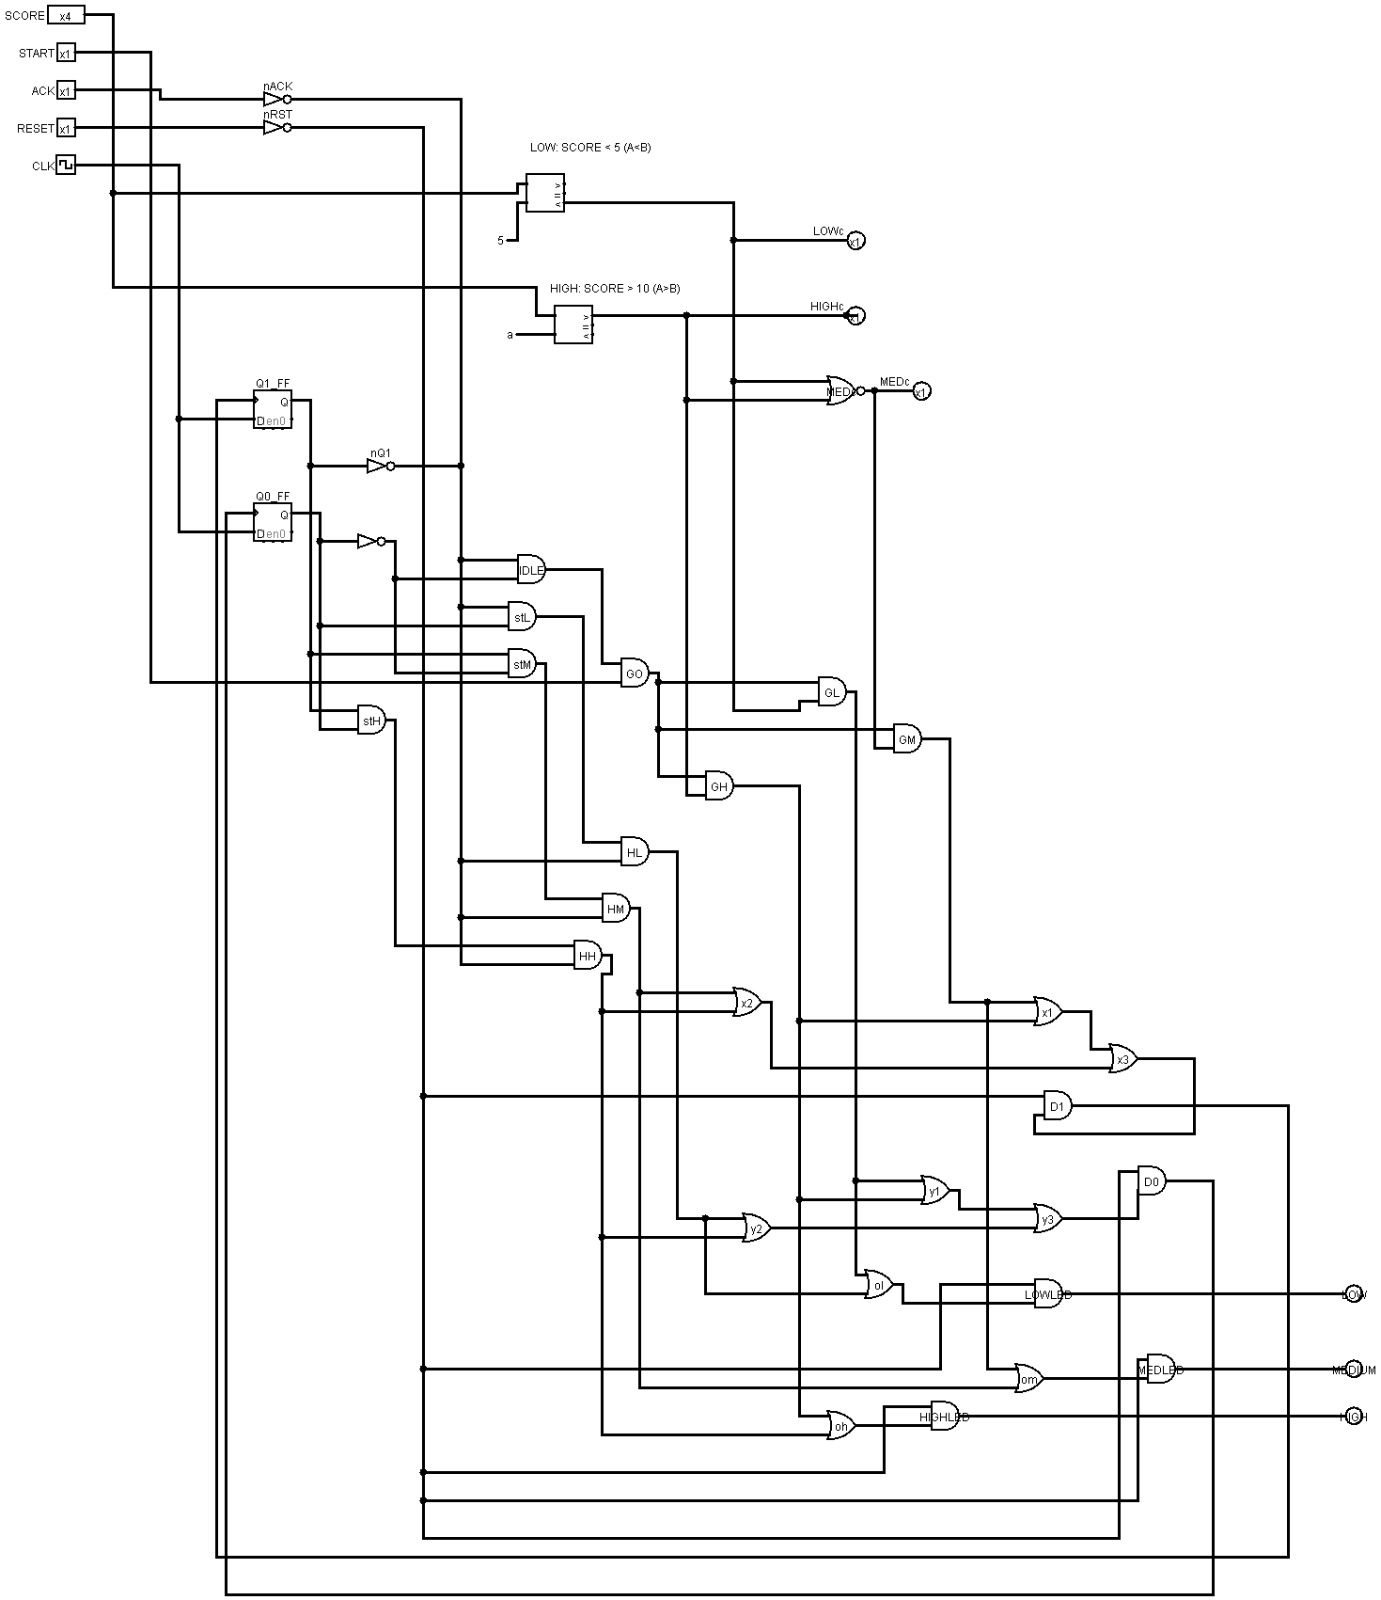 SCORE x4
START x1
ACK x1
nACK
RESET x1
nRST
CLK
LOW: SCORE < 5 (A<B)
> = <
5
LOWc x1
HIGH: SCORE > 10 (A>B)
> = <
a
HIGHc x1
MEDc
MEDc x1
Q1_FF
Q
D en0
nQ1
Q0_FF
Q
D en0
IDLE
stL
stM
GO
GL
stH
GM
GH
HL
HM
HH
x2
x1
x3
D1
D0
y1
y2
y3
ol
LOWLED
LOW
om
MEDLED
MEDIUM
oh
HIGHLED
HIGH